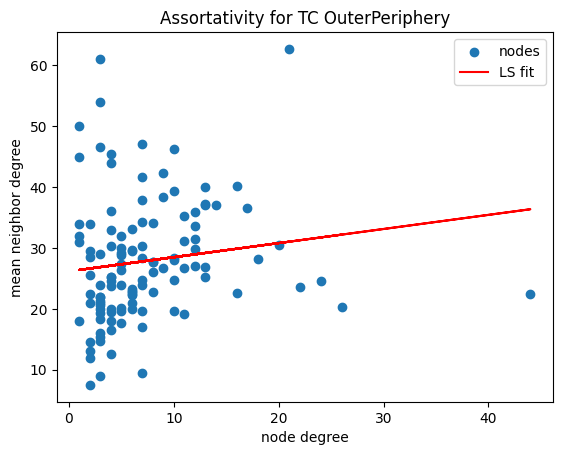 Assortativity for TC OuterPeriphery
nodes
LS fit
60
50
40
30
20
10
mean neighbor degree
0
10
20
30
40
node degree